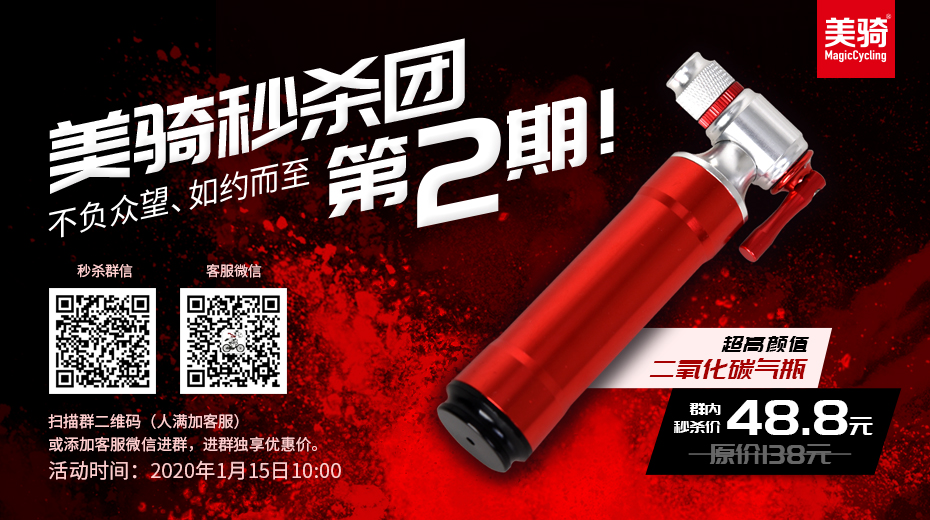 美骑®
MagicCycling
美骑秒杀团
不负众望、如约而至
第2期!
秒杀群信
客服微信
扫描群二维码（人满加客服）
或添加客服微信进群，进群独享优惠价。
活动时间：2020年1月15日10:00
超高颜值
二氧化碳气瓶
群内
秒杀价 48.8元
原价138元